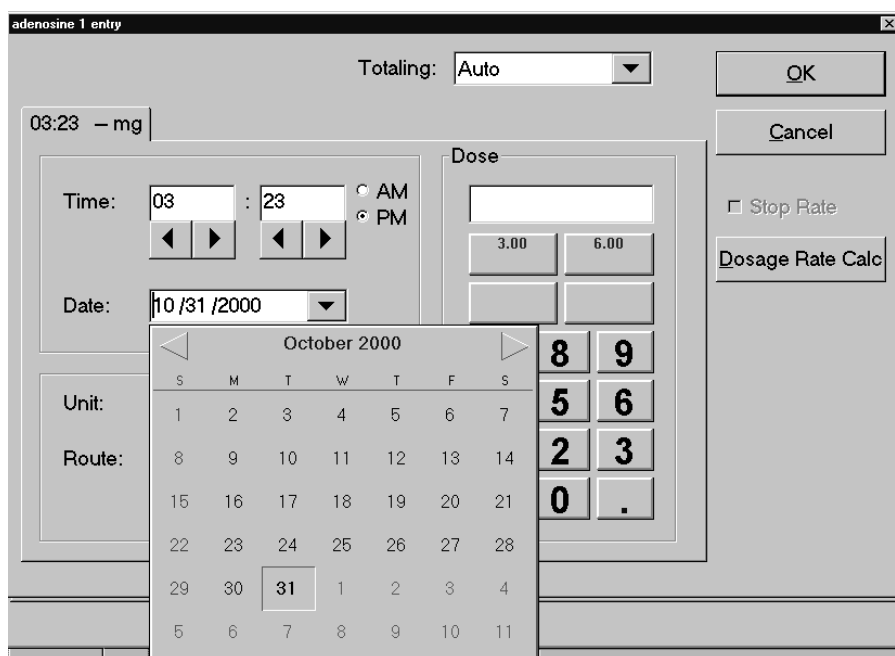 adenosine 1 entry
Totaling: Auto
OK
Cancel
Stop Rate
Dosage Rate Calc
03:23 – mg
Time: 03 : 23
AM
PM
Date: 10 /31 /2000
Dose
3.00 6.00
8 9
5 6
2 3
0 .
Unit:
Route:
October 2000
S M T W T F S
1 2 3 4 5 6 7
8 9 10 11 12 13 14
15 16 17 18 19 20 21
22 23 24 25 26 27 28
29 30 31 1 2 3 4
5 6 7 8 9 10 11